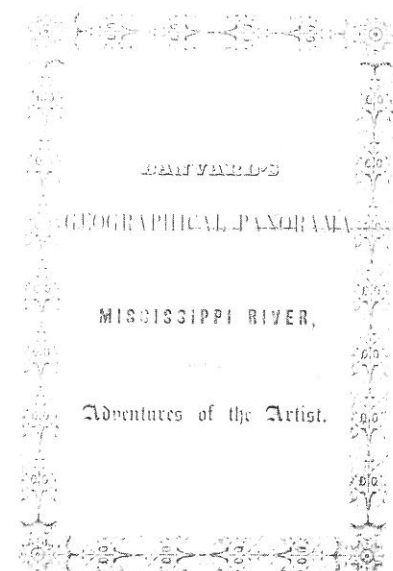 BANVARD'S
GEOGRAPHICAL PANORAMA
MISSISSIPPI RIVER,
Adventures of the Artist.